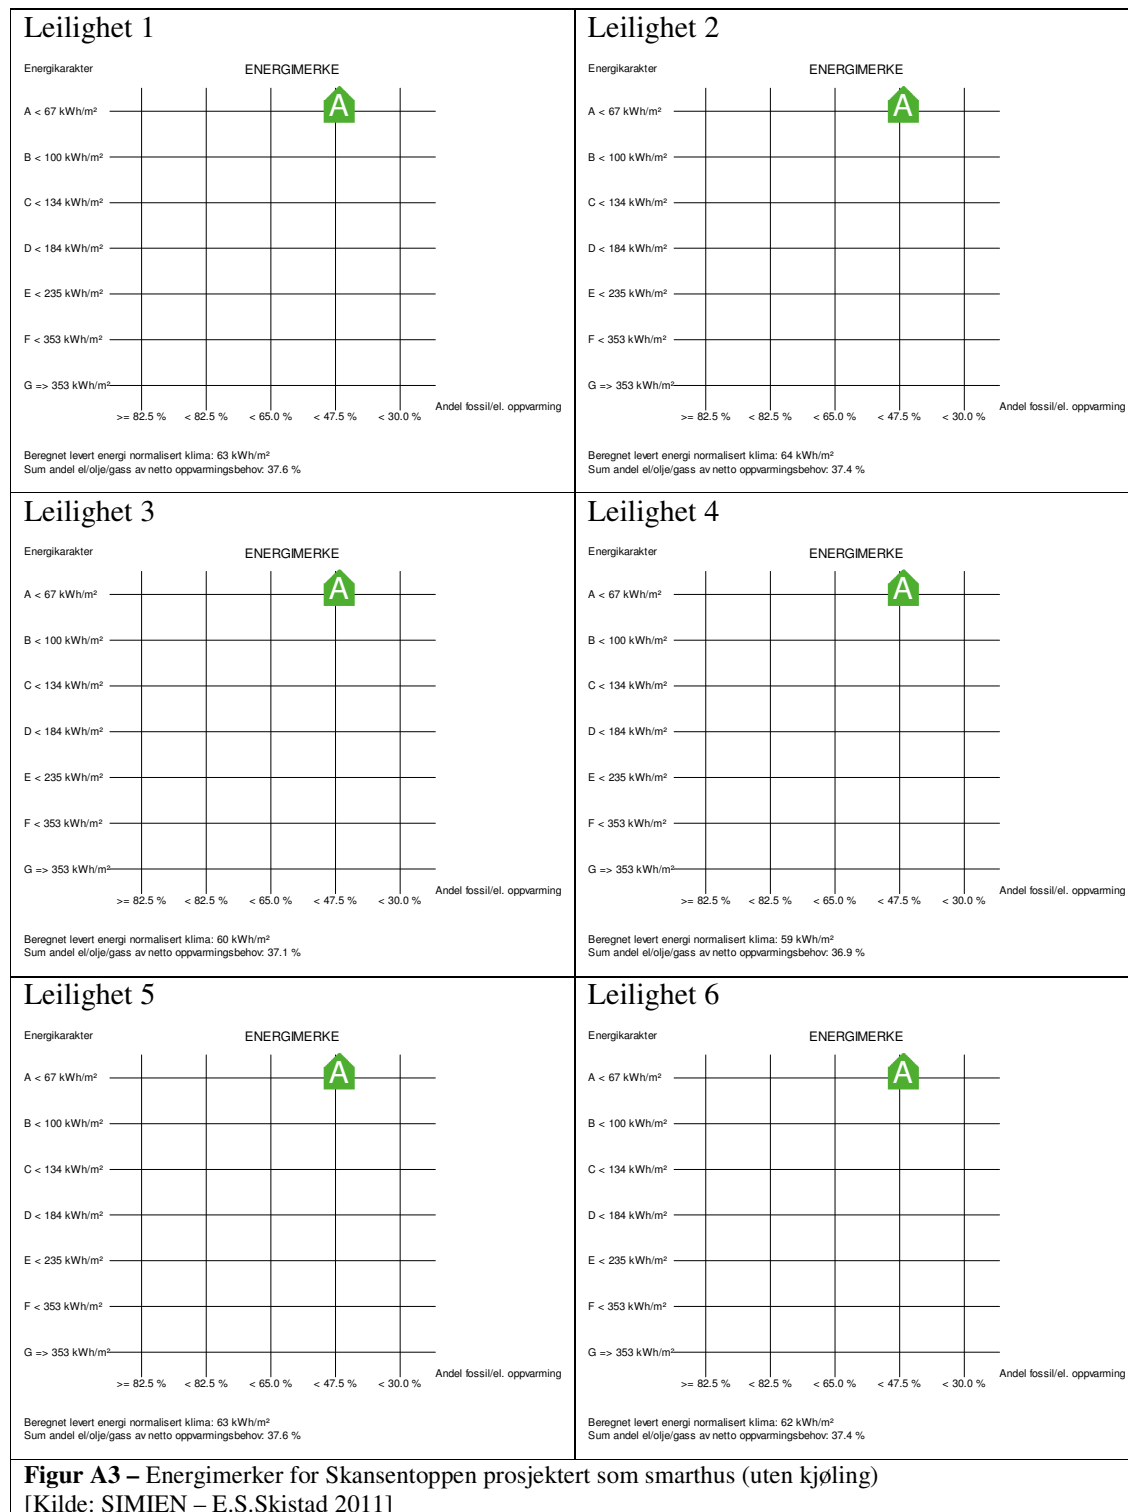 Leilighet 1
Energikarakter
ENERGIMERKE
A
A < 67 kWh/m²
B < 100 kWh/m²
C < 134 kWh/m²
D < 184 kWh/m²
E < 235 kWh/m²
F < 353 kWh/m²
G => 353 kWh/m²
Andel fossil/el. oppvarming
>= 82.5 % < 82.5 % < 65.0 % < 47.5 % < 30.0 %
Beregnet levert energi normalisert klima: 63 kWh/m²
Sum andel el/olje/gass av netto oppvarmingsbehov: 37.6 %
Leilighet 2
Energikarakter
ENERGIMERKE
A
A < 67 kWh/m²
B < 100 kWh/m²
C < 134 kWh/m²
D < 184 kWh/m²
E < 235 kWh/m²
F < 353 kWh/m²
G => 353 kWh/m²
Andel fossil/el. oppvarming
>= 82.5 % < 82.5 % < 65.0 % < 47.5 % < 30.0 %
Beregnet levert energi normalisert klima: 64 kWh/m²
Sum andel el/olje/gass av netto oppvarmingsbehov: 37.4 %
Leilighet 3
Energikarakter
ENERGIMERKE
A
A < 67 kWh/m²
B < 100 kWh/m²
C < 134 kWh/m²
D < 184 kWh/m²
E < 235 kWh/m²
F < 353 kWh/m²
G => 353 kWh/m²
Andel fossil/el. oppvarming
>= 82.5 % < 82.5 % < 65.0 % < 47.5 % < 30.0 %
Beregnet levert energi normalisert klima: 60 kWh/m²
Sum andel el/olje/gass av netto oppvarmingsbehov: 37.1 %
Leilighet 4
Energikarakter
ENERGIMERKE
A
A < 67 kWh/m²
B < 100 kWh/m²
C < 134 kWh/m²
D < 184 kWh/m²
E < 235 kWh/m²
F < 353 kWh/m²
G => 353 kWh/m²
Andel fossil/el. oppvarming
>= 82.5 % < 82.5 % < 65.0 % < 47.5 % < 30.0 %
Beregnet levert energi normalisert klima: 59 kWh/m²
Sum andel el/olje/gass av netto oppvarmingsbehov: 36.9 %
Leilighet 5
Energikarakter
ENERGIMERKE
A
A < 67 kWh/m²
B < 100 kWh/m²
C < 134 kWh/m²
D < 184 kWh/m²
E < 235 kWh/m²
F < 353 kWh/m²
G => 353 kWh/m²
Andel fossil/el. oppvarming
>= 82.5 % < 82.5 % < 65.0 % < 47.5 % < 30.0 %
Beregnet levert energi normalisert klima: 63 kWh/m²
Sum andel el/olje/gass av netto oppvarmingsbehov: 37.6 %
Leilighet 6
Energikarakter
ENERGIMERKE
A
A < 67 kWh/m²
B < 100 kWh/m²
C < 134 kWh/m²
D < 184 kWh/m²
E < 235 kWh/m²
F < 353 kWh/m²
G => 353 kWh/m²
Andel fossil/el. oppvarming
>= 82.5 % < 82.5 % < 65.0 % < 47.5 % < 30.0 %
Beregnet levert energi normalisert klima: 62 kWh/m²
Sum andel el/olje/gass av netto oppvarmingsbehov: 37.4 %
Figur A3 – Energimerker for Skansentoppen prosjektert som smarthus (uten kjøling)
[Kilde: SIMIEN – E.S.Skistad 2011]